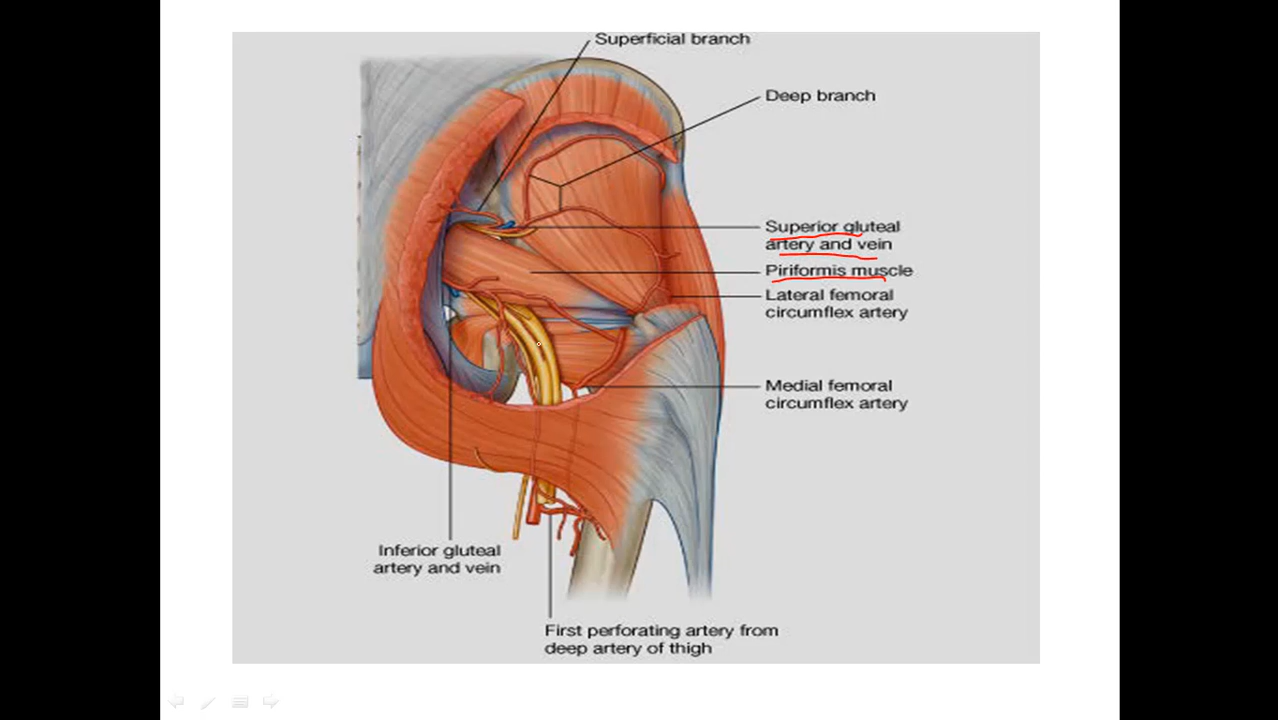 Superficial branch
Deep branch
Superior gluteal
artery and vein
Piriformis muscle
Lateral femoral
circumflex artery
Medial femoral
circumflex artery
Inferior gluteal
artery and vein
First perforating artery from
deep artery of thigh